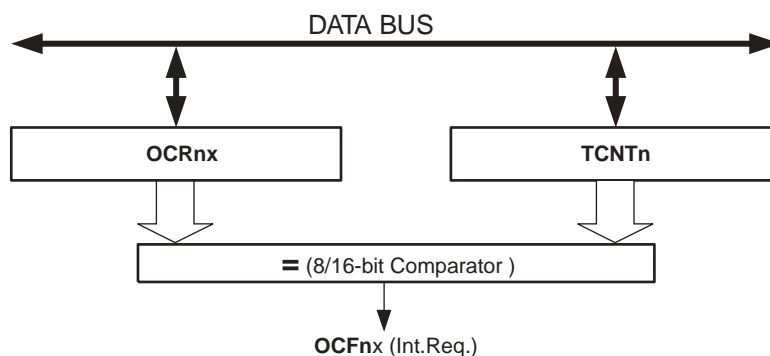 DATA BUS
OCRnx
TCNTn
= (8/16-bit Comparator )
OCFnx (Int.Req.)